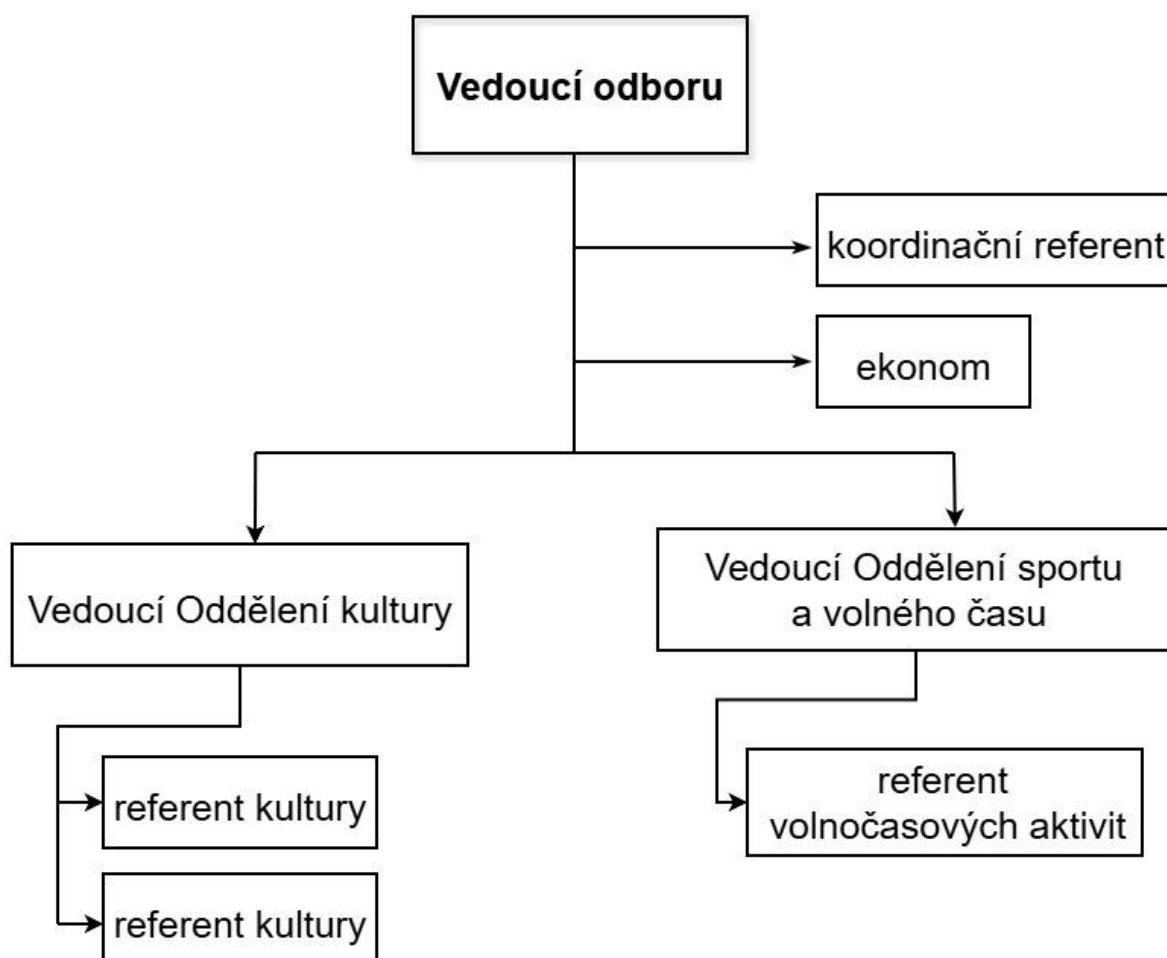 Vedoucí odboru
koordinační referent
ekonom
Vedoucí Oddělení kultury
Vedoucí Oddělení sportu
a volného času
referent kultury
referent kultury
referent
volnočasových aktivit